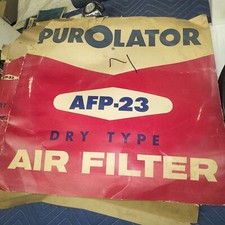 PUROLATOR
AFP-23
DRY TYPE
AIR FILTER